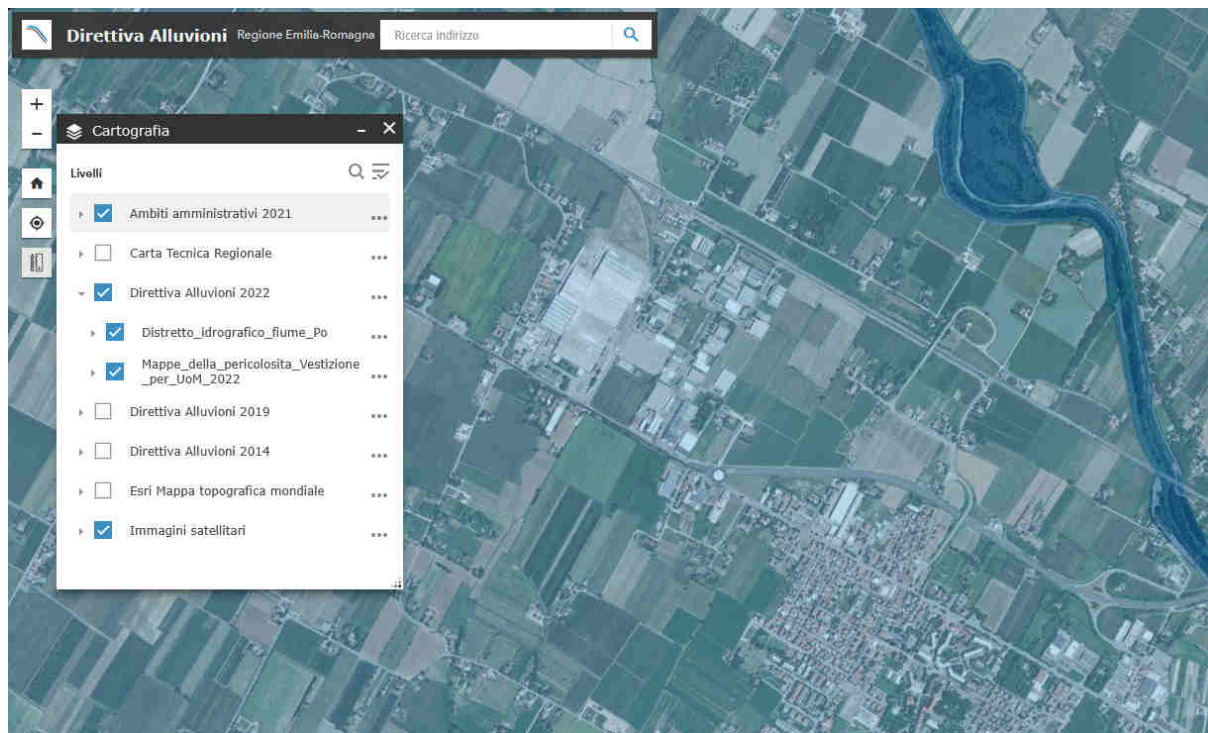 Direttiva Alluvioni Regione Emilia-Romagna Ricerca indirizzo
+
−
Cartografia
Livelli
Ambiti amministrativi 2021
Carta Tecnica Regionale
Direttiva Alluvioni 2022
Distretto_idrografico_fiume_Po
Mappe_della_pericolosita_Vestizione
_per_UoM_2022
Direttiva Alluvioni 2019
Direttiva Alluvioni 2014
Esri Mappa topografica mondiale
Immagini satellitari